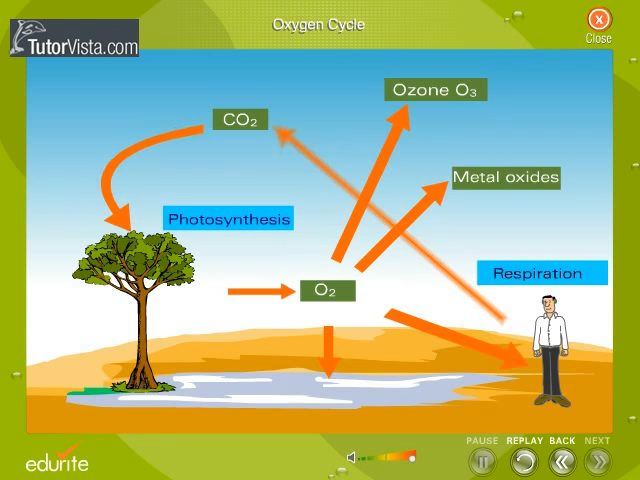 Oxygen Cycle
Close
TutorVista.com
Ozone O₃
CO₂
Metal oxides
Photosynthesis
Respiration
O₂
PAUSE REPLAY BACK NEXT
edurite